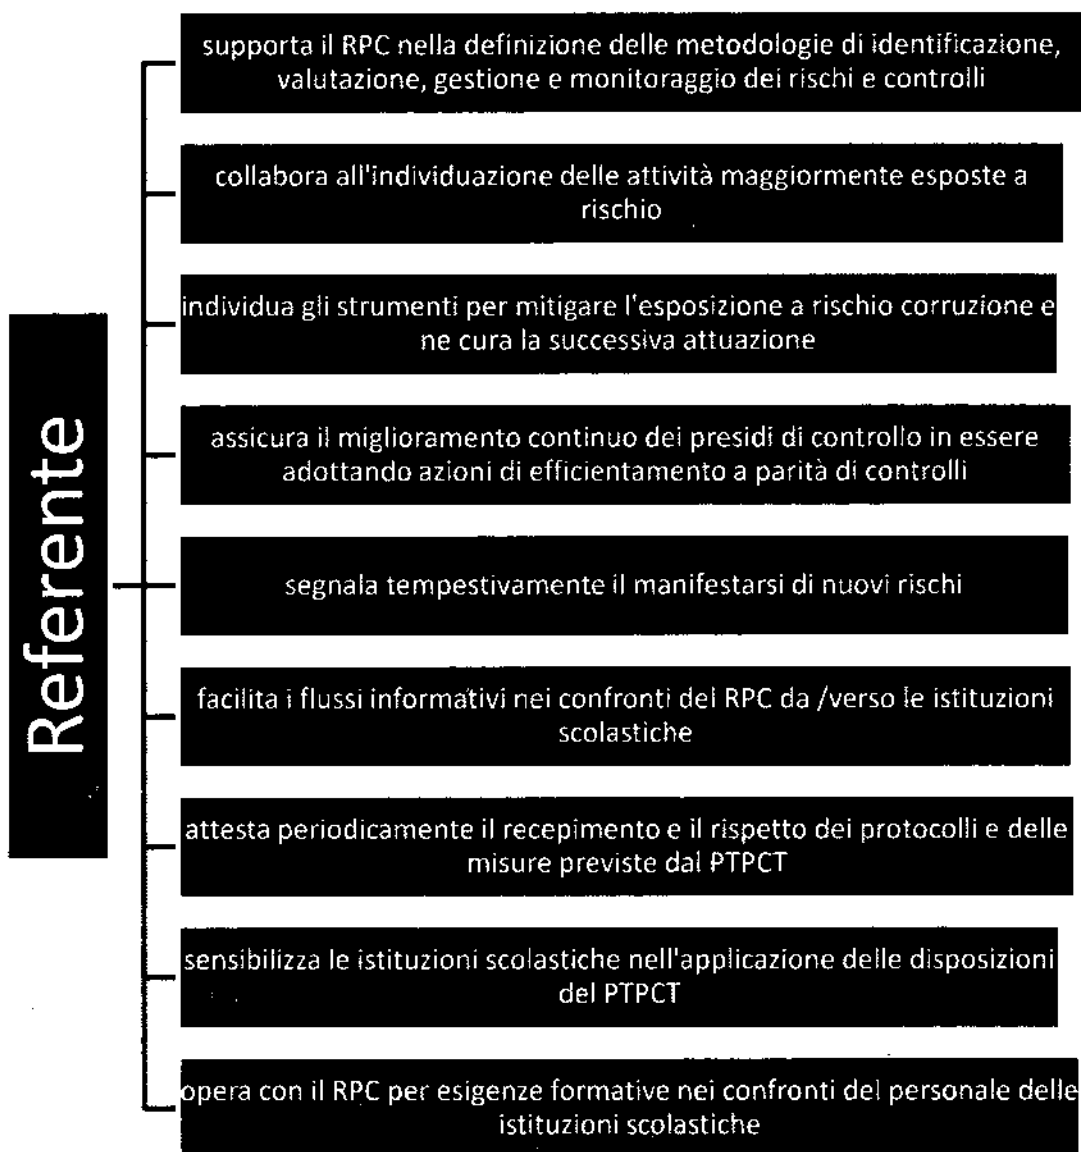 Referente
supporta il RPC nella definizione delle metodologie di identificazione,
valutazione, gestione e monitoraggio dei rischi e controlli
collabora all'individuazione delle attività maggiormente esposte a
rischio
individua gli strumenti per mitigare l'esposizione a rischio corruzione e
ne cura la successiva attuazione
assicura il miglioramento continuo dei presidi di controllo in essere
adottando azioni di efficientamento a parità di controlli
segnala tempestivamente il manifestarsi di nuovi rischi
facilita i flussi informativi nei confronti del RPC da /verso le istituzioni
scolastiche
attesta periodicamente il recepimento e il rispetto dei protocolli e delle
misure previste dal PTPCT
sensibilizza le istituzioni scolastiche nell'applicazione delle disposizioni
del PTPCT
opera con il RPC per esigenze formative nei confronti del personale delle
istituzioni scolastiche